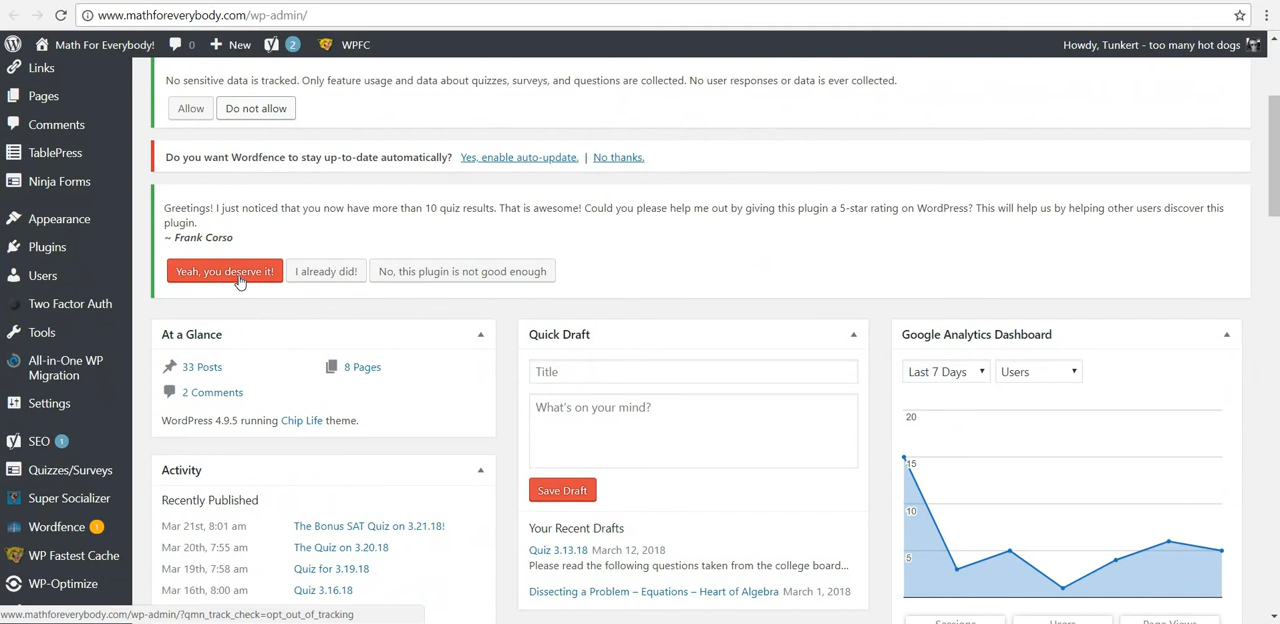 www.mathforeverybody.com/wp-admin/
Math For Everybody! 0 New 2 WPFC Howdy, Tunkert - too many hot dogs
Links
Pages
Comments
TablePress
Ninja Forms
Appearance
Plugins
Users
Two Factor Auth
Tools
All-in-One WP
Migration
Settings
SEO 1
Quizzes/Surveys
Super Socializer
Wordfence 1
WP Fastest Cache
WP-Optimize
No sensitive data is tracked. Only feature usage and data about quizzes, surveys, and questions are collected. No user responses or data is ever collected.
Allow Do not allow
Do you want Wordfence to stay up-to-date automatically? Yes, enable auto-update. | No thanks.
Greetings! I just noticed that you now have more than 10 quiz results. That is awesome! Could you please help me out by giving this plugin a 5-star rating on WordPress? This will help us by helping other users discover this
plugin.
~ Frank Corso
Yeah, you deserve it! I already did! No, this plugin is not good enough
At a Glance
33 Posts 8 Pages
2 Comments
WordPress 4.9.5 running Chip Life theme.
Activity
Recently Published
Mar 21st, 8:01 am The Bonus SAT Quiz on 3.21.18!
Mar 20th, 7:55 am The Quiz on 3.20.18
Mar 19th, 7:58 am Quiz for 3.19.18
Mar 16th, 8:00 am Quiz 3.16.18
Quick Draft
Title
What's on your mind?
Save Draft
Your Recent Drafts
Quiz 3.13.18 March 12, 2018
Please read the following questions taken from the college board...
Dissecting a Problem – Equations – Heart of Algebra March 1, 2018
Google Analytics Dashboard
Last 7 Days Users
20
15
10
5
Sessions Users Page Views
www.mathforeverybody.com/wp-admin/?qmn_track_check=opt_out_of_tracking